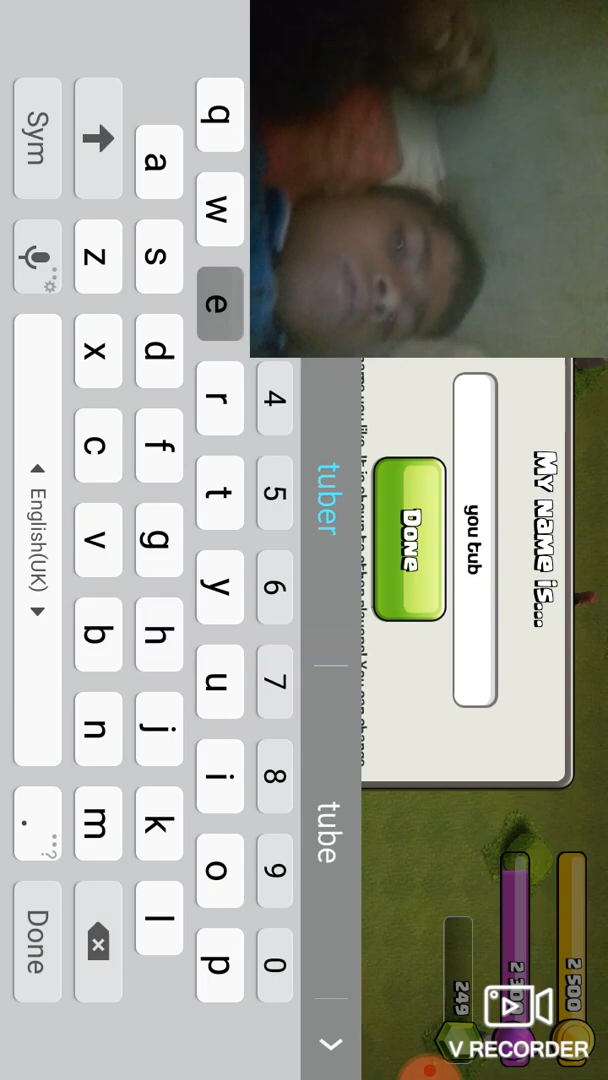 My name is...
you tub
Done
2 500
249
tuber
tube
4 5 6 7 8 9 0
q w e r t y u i o p
a s d f g h j k l
z x c v b n m
Sym
English(UK)
.
Done
V RECORDER